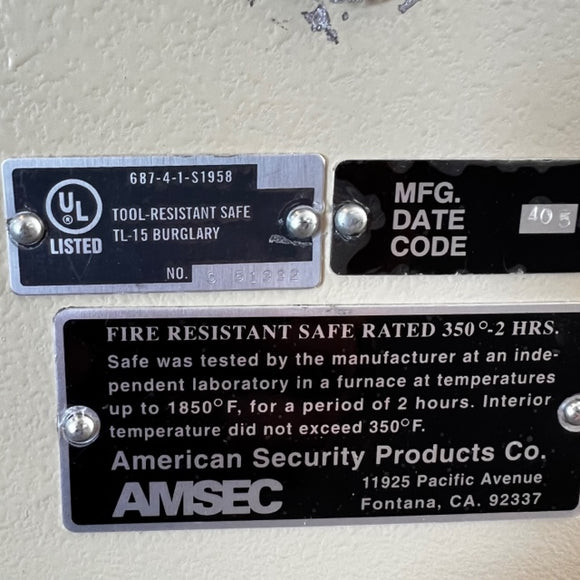 687-4-1-S1958
UL
®
LISTED
TOOL-RESISTANT SAFE
TL-15 BURGLARY
NO.
MFG.
DATE
CODE
405
FIRE RESISTANT SAFE RATED 350°-2 HRS.
Safe was tested by the manufacturer at an inde-
pendent laboratory in a furnace at temperatures
up to 1850°F, for a period of 2 hours. Interior
temperature did not exceed 350°F.
American Security Products Co.
AMSEC
11925 Pacific Avenue
Fontana, CA. 92337